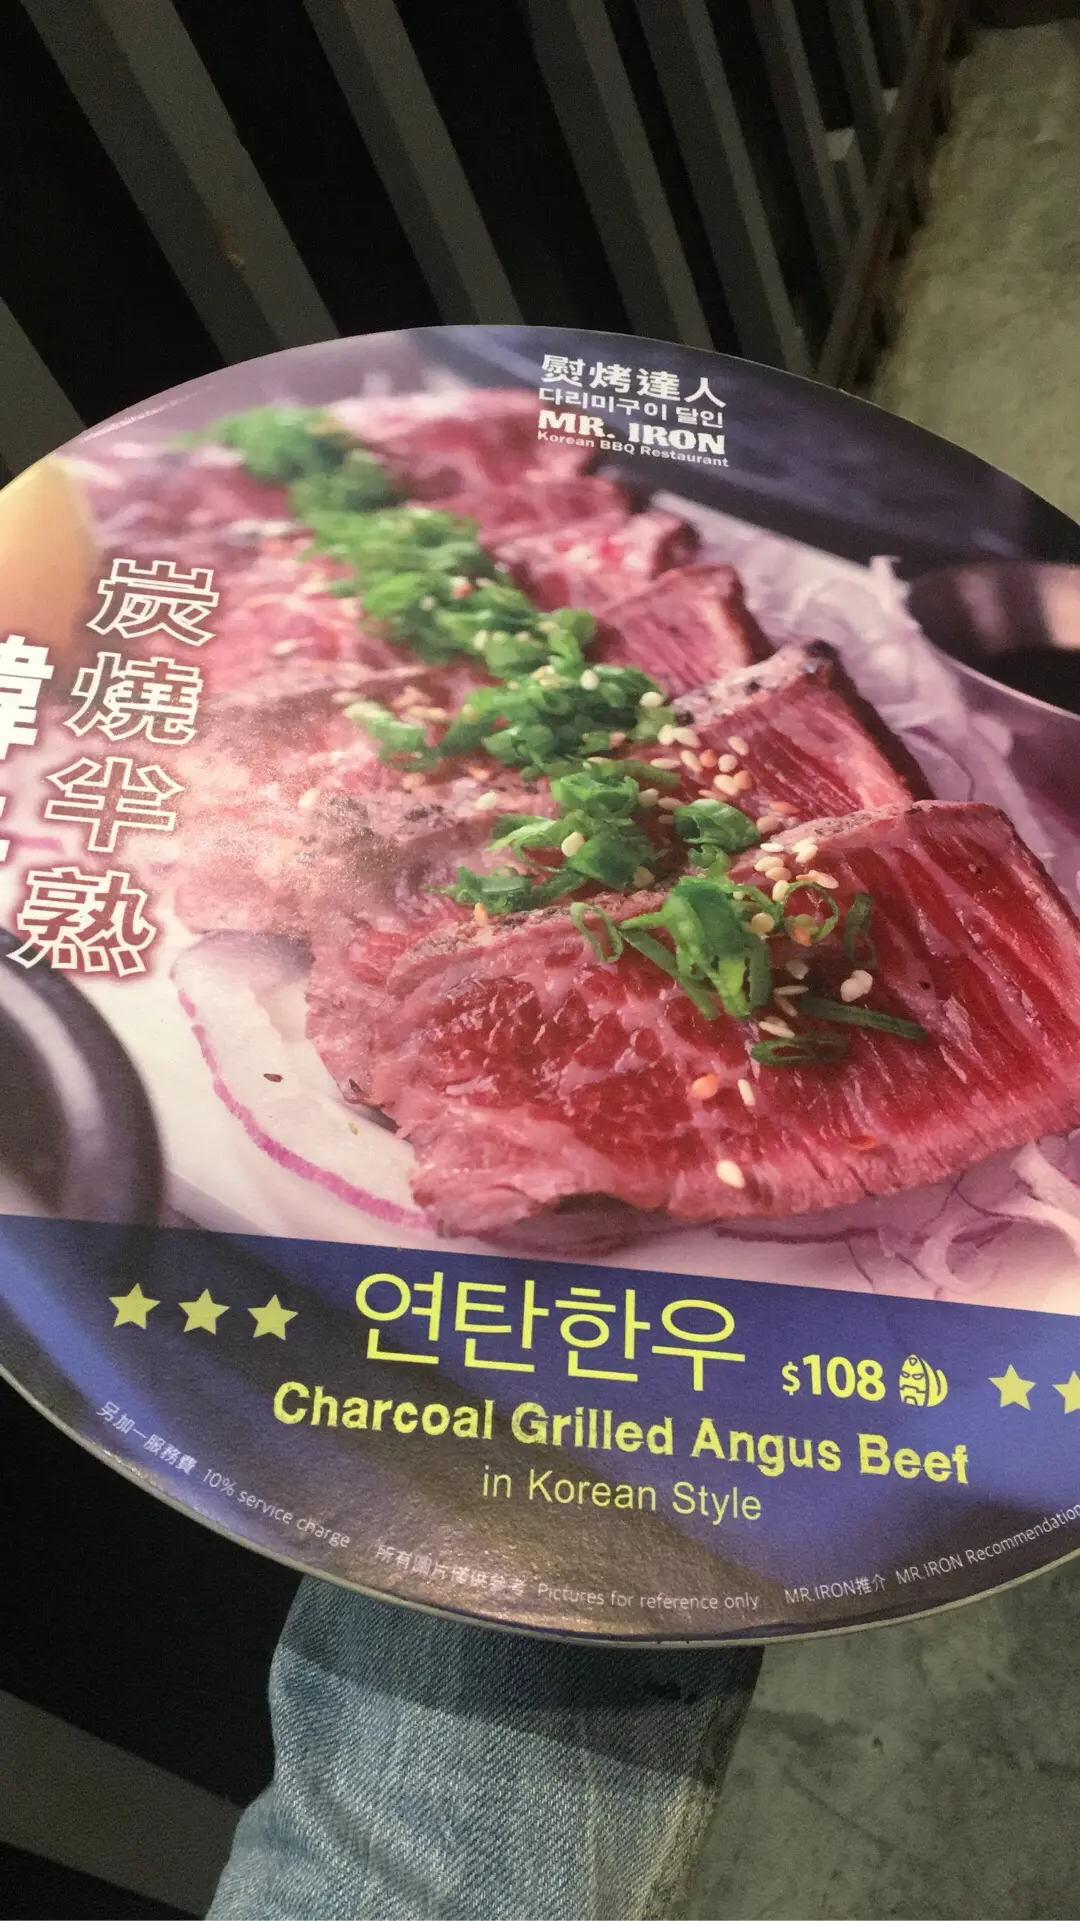 熨烤達人
다리미구이 달인
MR. IRON
Korean BBQ Restaurant
炭燒半熟
연탄한우 $108
Charcoal Grilled Angus Beef
in Korean Style
另加一服務費 10% service charge 所有圖片僅供參考 Pictures for reference only MR.IRON推介 MR.IRON Recommendation